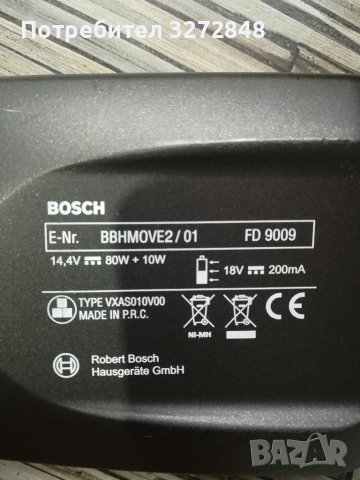 Потребител 3272848
BOSCH
E-Nr. BBHMOVE2/01 FD 9009
14,4V 80W + 10W
18V 200mA
TYPE VXAS010V00
MADE IN P.R.C.
NI-MH
Robert Bosch
Hausgeräte GmbH
BAZAR